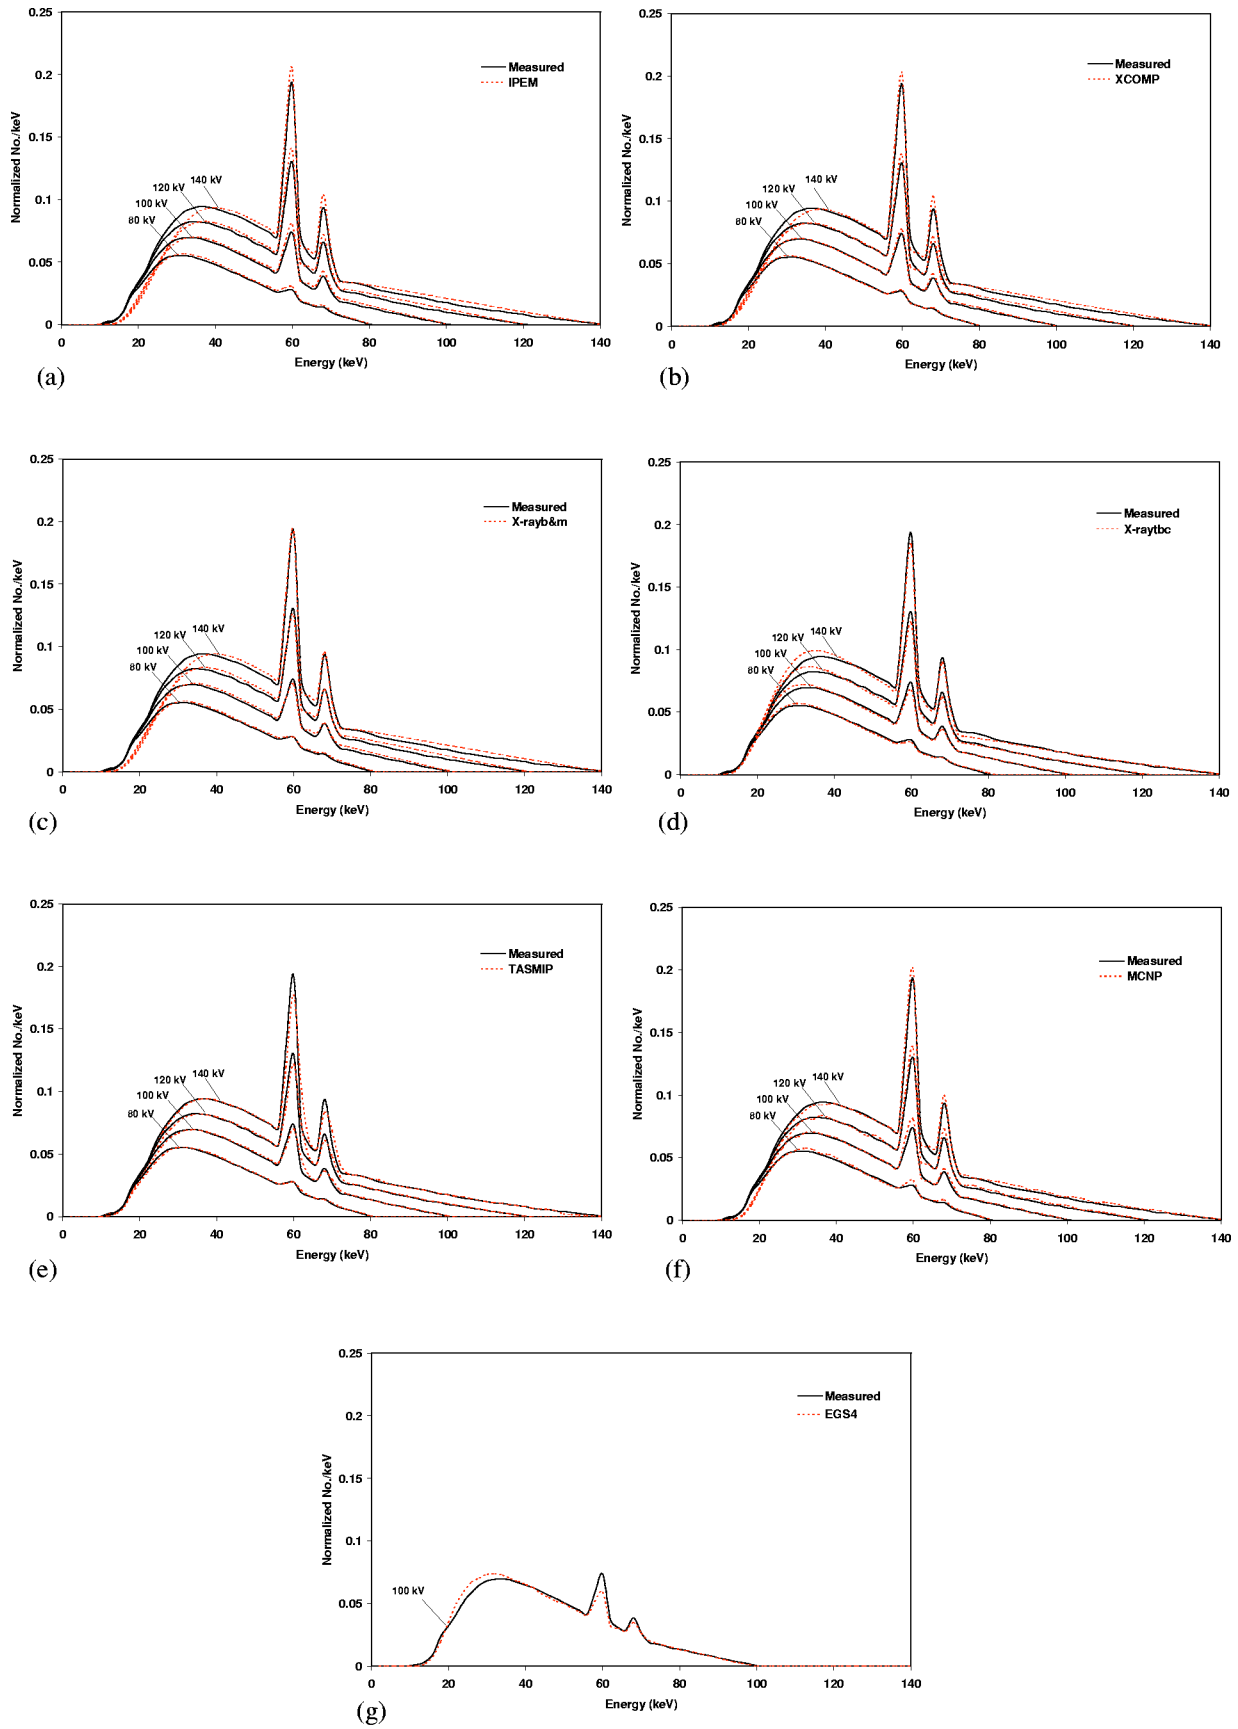 0.25
0.2
0.15
0.1
0.05
0
Normalized No./keV
Measured
IPEM
140 kV
120 kV
100 kV
80 kV
0 20 40 60 80 100 120 140
Energy (keV)
(a)
0.25
0.2
0.15
0.1
0.05
0
Normalized No./keV
Measured
XCOMP
140 kV
120 kV
100 kV
80 kV
0 20 40 60 80 100 120 140
Energy (keV)
(b)
0.25
0.2
0.15
0.1
0.05
0
Normalized No./keV
Measured
X-rayb&m
140 kV
120 kV
100 kV
80 kV
0 20 40 60 80 100 120 140
Energy (keV)
(c)
0.25
0.2
0.15
0.1
0.05
0
Normalized No./keV
Measured
X-raytbc
140 kV
120 kV
100 kV
80 kV
0 20 40 60 80 100 120 140
Energy (keV)
(d)
0.25
0.2
0.15
0.1
0.05
0
Normalized No./keV
Measured
TASMIP
140 kV
120 kV
100 kV
80 kV
0 20 40 60 80 100 120 140
Energy (keV)
(e)
0.25
0.2
0.15
0.1
0.05
0
Normalized No./keV
Measured
MCNP
140 kV
120 kV
100 kV
80 kV
0 20 40 60 80 100 120 140
Energy (keV)
(f)
0.25
0.2
0.15
0.1
0.05
0
Normalized No./keV
Measured
EGS4
100 kV
0 20 40 60 80 100 120 140
Energy (keV)
(g)